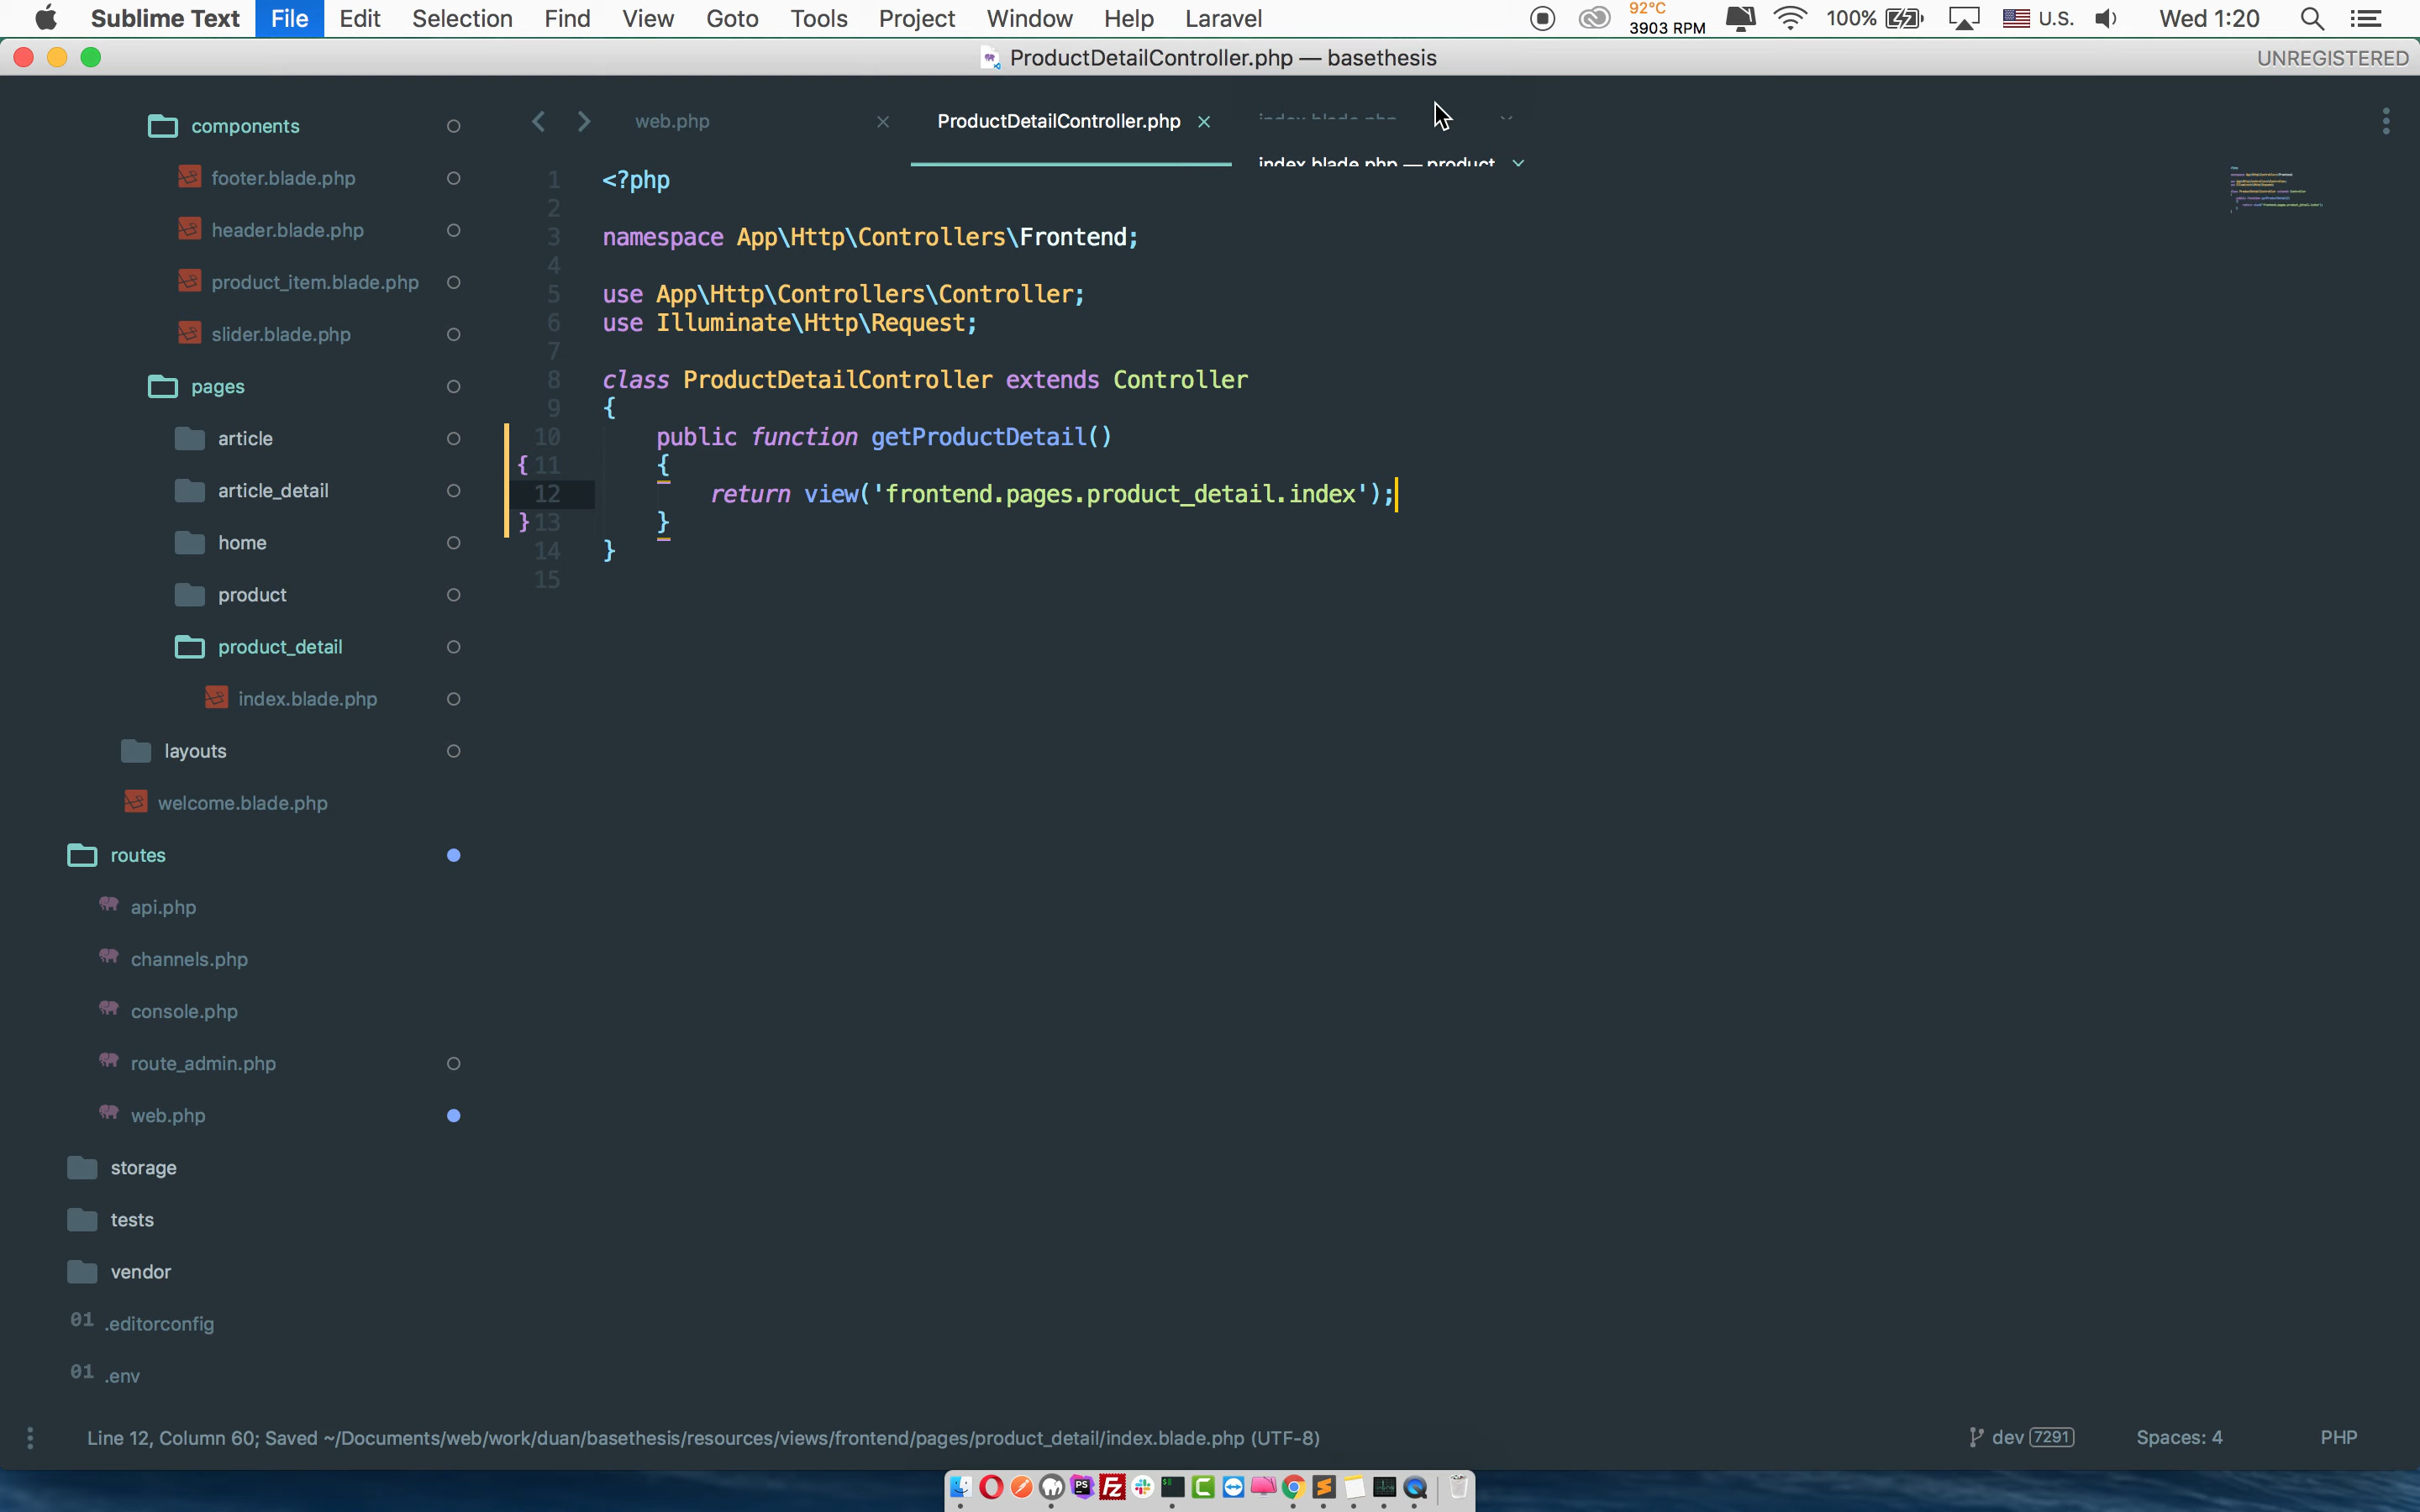 Sublime Text File Edit Selection Find View Goto Tools Project Window Help Laravel 92°C 3903 RPM 100% U.S. Wed 1:20
ProductDetailController.php — basethesis UNREGISTERED
web.php
ProductDetailController.php
index.blade.php — product
components
footer.blade.php
header.blade.php
product_item.blade.php
slider.blade.php
pages
article
article_detail
home
product
product_detail
index.blade.php
layouts
welcome.blade.php
routes
api.php
channels.php
console.php
route_admin.php
web.php
storage
tests
vendor
01 .editorconfig
01 .env
1 <?php
2
3 namespace App\Http\Controllers\Frontend;
4
5 use App\Http\Controllers\Controller;
6 use Illuminate\Http\Request;
7
8 class ProductDetailController extends Controller
9 {
10 public function getProductDetail()
{ 11 {
12 return view('frontend.pages.product_detail.index');
} 13 }
14 }
15
Line 12, Column 60; Saved ~/Documents/web/work/duan/basethesis/resources/views/frontend/pages/product_detail/index.blade.php (UTF-8) dev 7291 Spaces: 4 PHP
PS